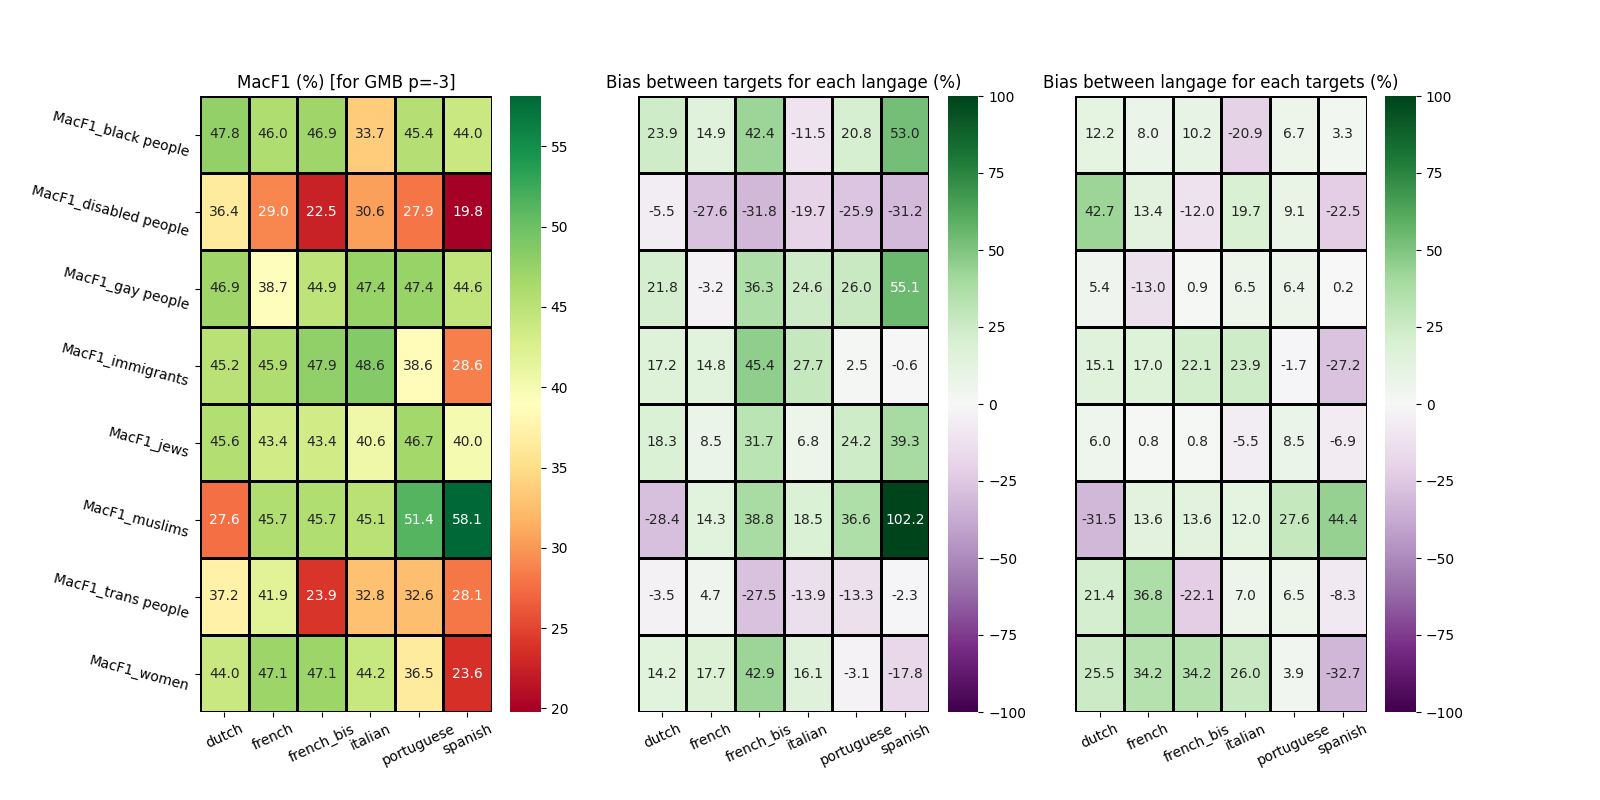 MacF1 (%) [for GMB p=-3]
MacF1_black people 47.8 46.0 46.9 33.7 45.4 44.0
MacF1_disabled people 36.4 29.0 22.5 30.6 27.9 19.8
MacF1_gay people 46.9 38.7 44.9 47.4 47.4 44.6
MacF1_immigrants 45.2 45.9 47.9 48.6 38.6 28.6
MacF1_jews 45.6 43.4 43.4 40.6 46.7 40.0
MacF1_muslims 27.6 45.7 45.7 45.1 51.4 58.1
MacF1_trans people 37.2 41.9 23.9 32.8 32.6 28.1
MacF1_women 44.0 47.1 47.1 44.2 36.5 23.6
dutch french french_bis italian portuguese spanish
55
50
45
40
35
30
25
20
Bias between targets for each langage (%)
23.9 14.9 42.4 -11.5 20.8 53.0
-5.5 -27.6 -31.8 -19.7 -25.9 -31.2
21.8 -3.2 36.3 24.6 26.0 55.1
17.2 14.8 45.4 27.7 2.5 -0.6
18.3 8.5 31.7 6.8 24.2 39.3
-28.4 14.3 38.8 18.5 36.6 102.2
-3.5 4.7 -27.5 -13.9 -13.3 -2.3
14.2 17.7 42.9 16.1 -3.1 -17.8
dutch french french_bis italian portuguese spanish
100
75
50
25
0
−25
−50
−75
−100
Bias between langage for each targets (%)
12.2 8.0 10.2 -20.9 6.7 3.3
42.7 13.4 -12.0 19.7 9.1 -22.5
5.4 -13.0 0.9 6.5 6.4 0.2
15.1 17.0 22.1 23.9 -1.7 -27.2
6.0 0.8 0.8 -5.5 8.5 -6.9
-31.5 13.6 13.6 12.0 27.6 44.4
21.4 36.8 -22.1 7.0 6.5 -8.3
25.5 34.2 34.2 26.0 3.9 -32.7
dutch french french_bis italian portuguese spanish
100
75
50
25
0
−25
−50
−75
−100